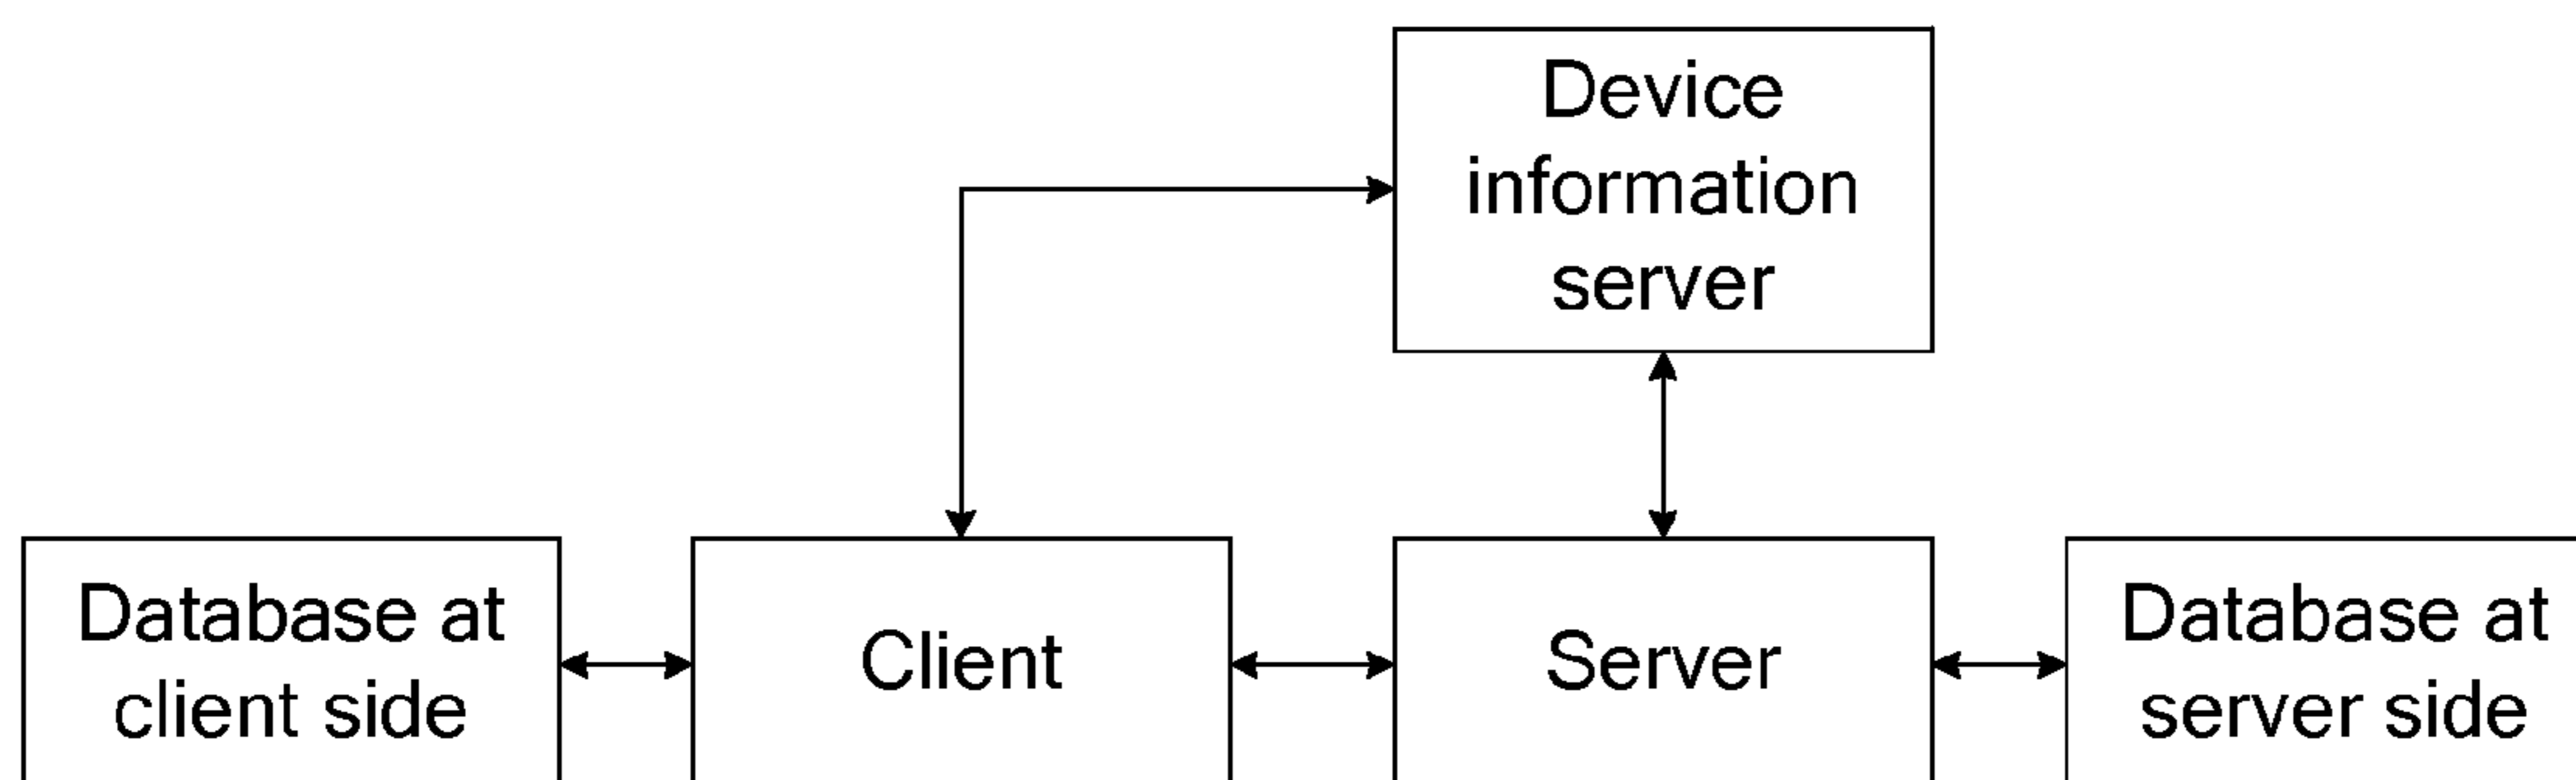 Device
information
server
Database at
client side
Client
Server
Database at
server side